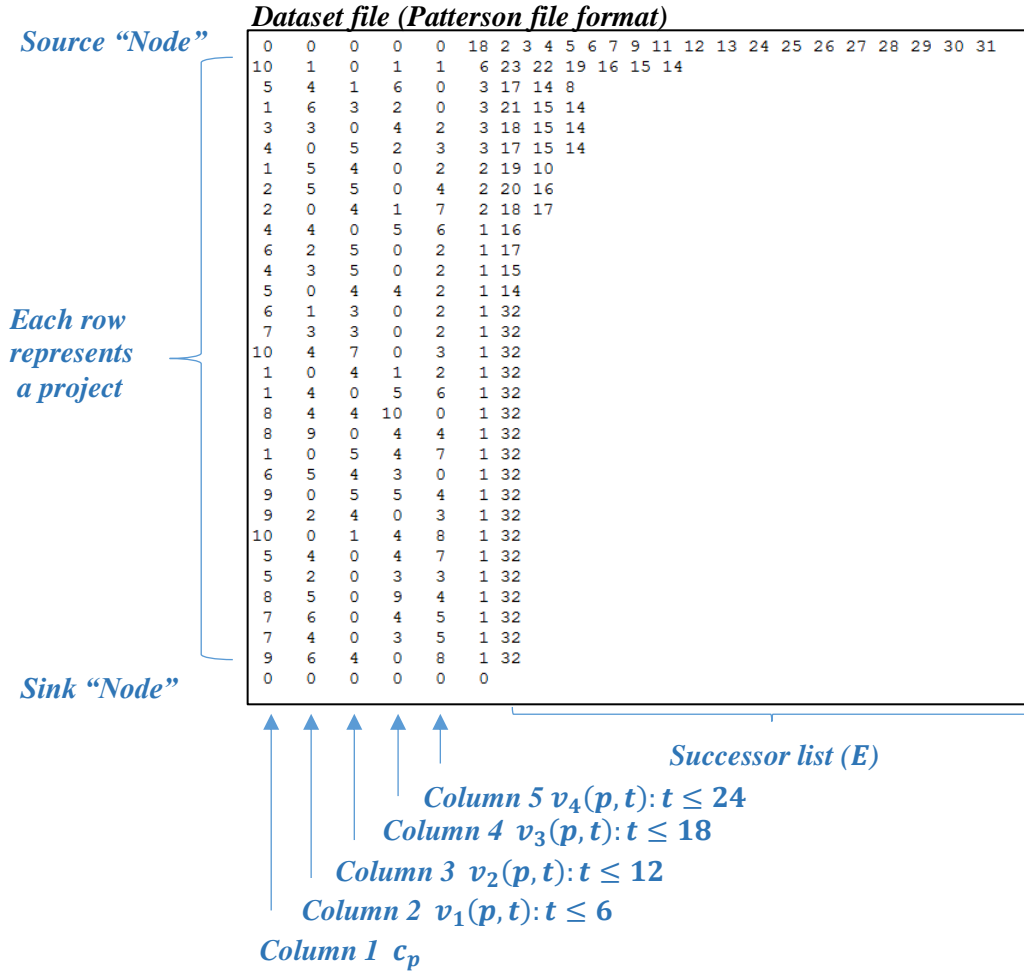 Dataset file (Patterson file format)
Source “Node”
0 0 0 0 0 18 2 3 4 5 6 7 9 11 12 13 24 25 26 27 28 29 30 31
10 1 0 1 1 6 23 22 19 16 15 14
5 4 1 6 0 3 17 14 8
1 6 3 2 0 3 21 15 14
3 3 0 4 2 3 18 15 14
4 0 5 2 3 3 17 15 14
1 5 4 0 2 2 19 10
2 5 5 0 4 2 20 16
2 0 4 1 7 2 18 17
4 4 0 5 6 1 16
6 2 5 0 2 1 17
4 3 5 0 2 1 15
5 0 4 4 2 1 14
6 1 3 0 2 1 32
7 3 3 0 2 1 32
10 4 7 0 3 1 32
1 0 4 1 2 1 32
1 4 0 5 6 1 32
8 4 4 10 0 1 32
8 9 0 4 4 1 32
1 0 5 4 7 1 32
6 5 4 3 0 1 32
9 0 5 5 4 1 32
9 2 4 0 3 1 32
10 0 1 4 8 1 32
5 4 0 4 7 1 32
5 2 0 3 3 1 32
8 5 0 9 4 1 32
7 6 0 4 5 1 32
7 4 0 3 5 1 32
9 6 4 0 8 1 32
0 0 0 0 0 0
Each row
represents
a project
Sink “Node”
Successor list (E)
Column 5 v₄(p, t): t ≤ 24
Column 4 v₃(p, t): t ≤ 18
Column 3 v₂(p, t): t ≤ 12
Column 2 v₁(p, t): t ≤ 6
Column 1 cₚ